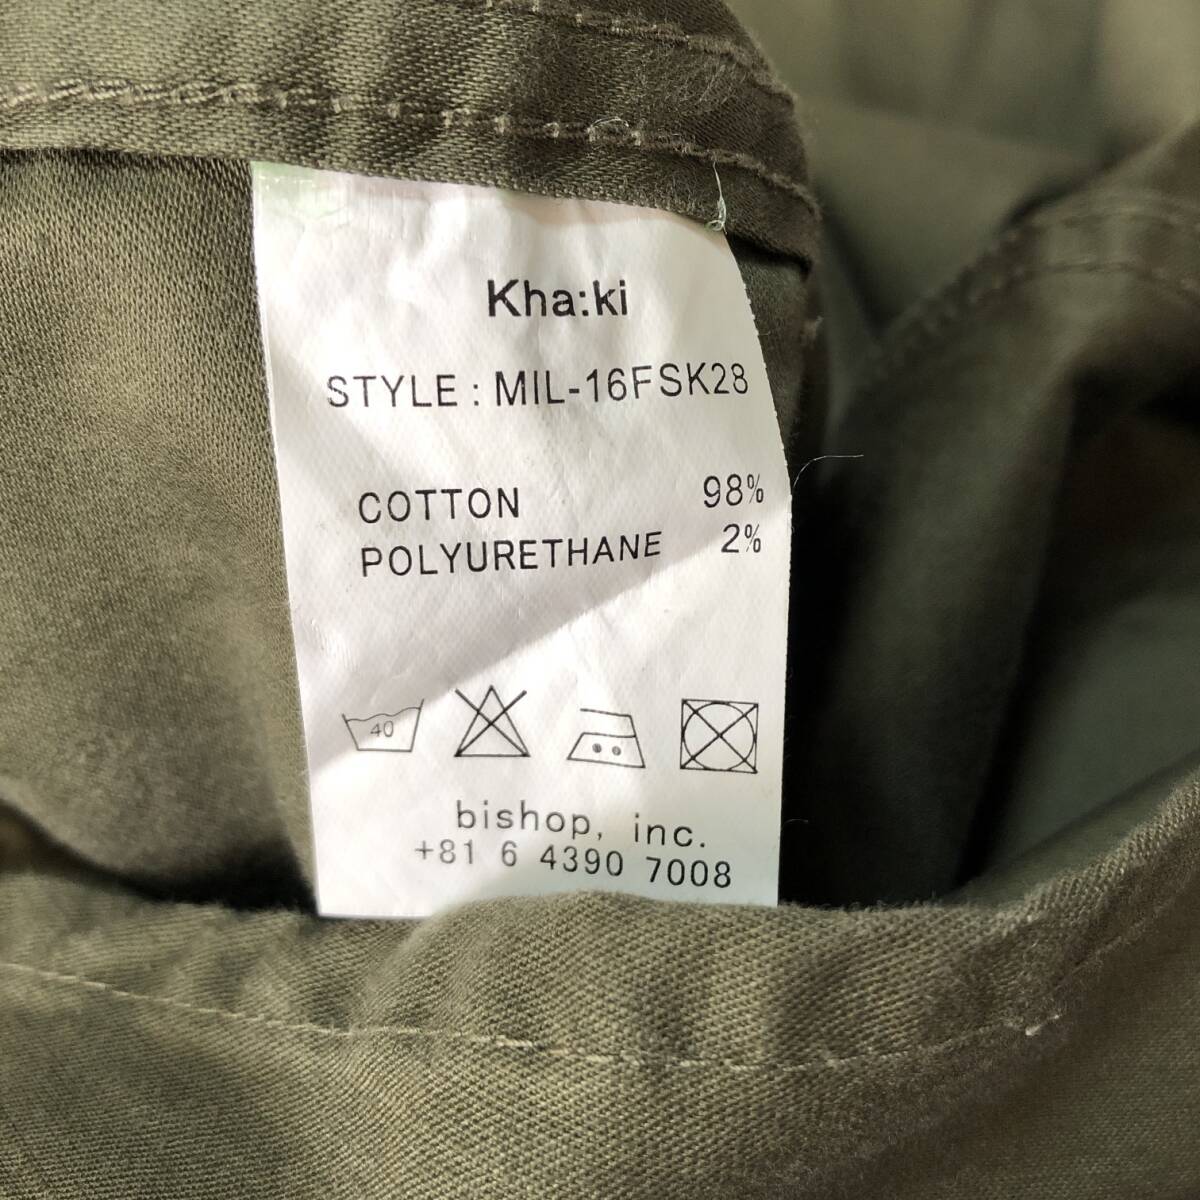 Kha:ki
STYLE : MIL-16FSK28
COTTON 98%
POLYURETHANE 2%
40
bishop, inc.
+81 6 4390 7008